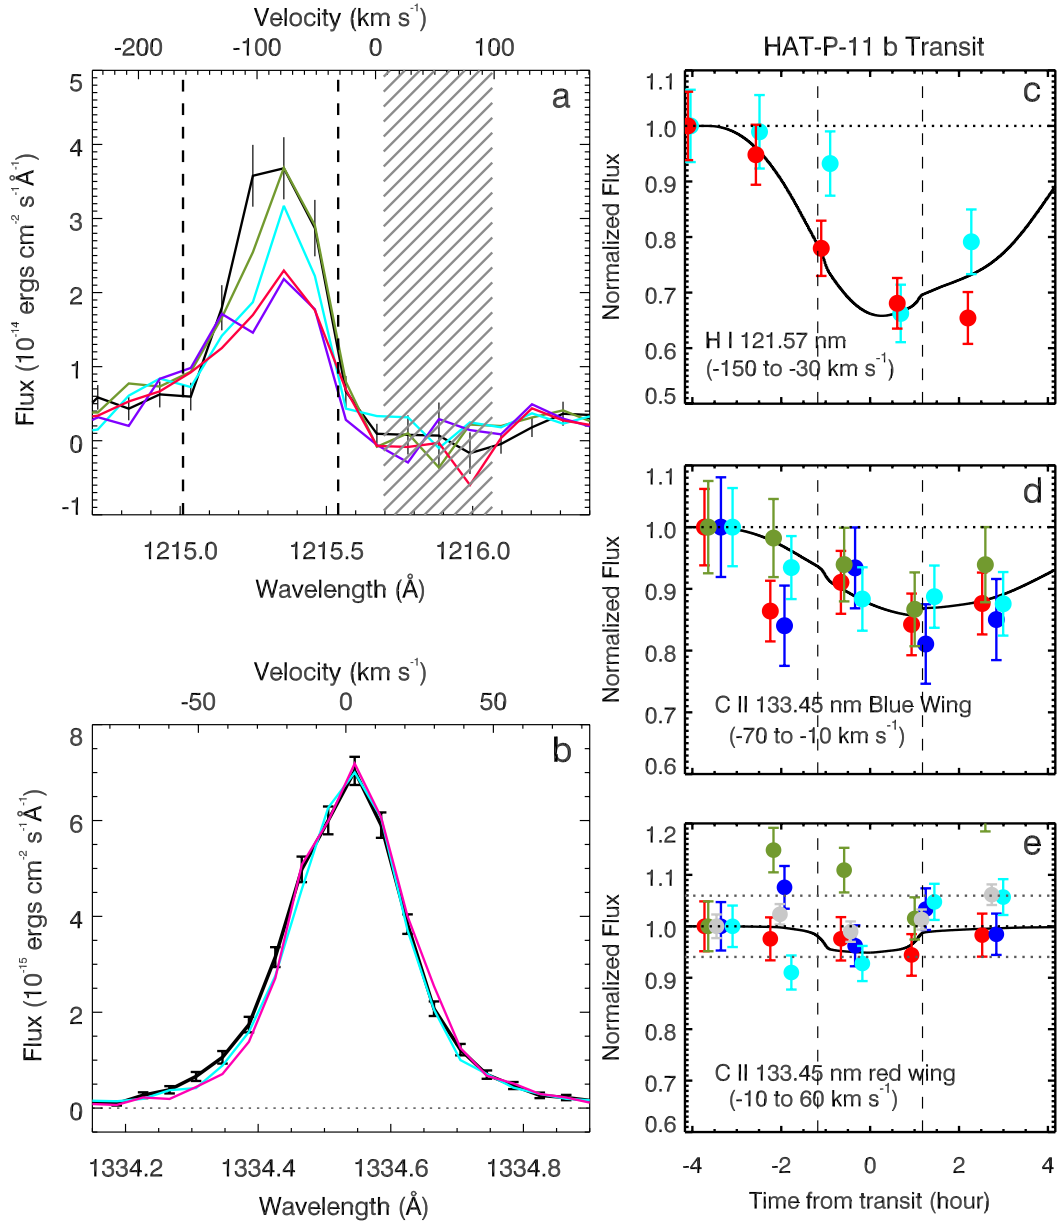 Velocity (km s⁻¹)
-200 -100 0 100
a
5
4
3
2
1
0
-1
Flux (10⁻¹⁴ ergs cm⁻² s⁻¹Å⁻¹)
1215.0 1215.5 1216.0
Wavelength (Å)
Velocity (km s⁻¹)
-50 0 50
b
8
6
4
2
0
Flux (10⁻¹⁵ ergs cm⁻² s⁻¹Å⁻¹)
1334.2 1334.4 1334.6 1334.8
Wavelength (Å)
HAT-P-11 b Transit
c
1.1
1.0
0.9
0.8
0.7
0.6
0.5
Normalized Flux
H I 121.57 nm
(-150 to -30 km s⁻¹)
d
1.1
1.0
0.9
0.8
0.7
0.6
Normalized Flux
C II 133.45 nm Blue Wing
(-70 to -10 km s⁻¹)
e
1.2
1.1
1.0
0.9
0.8
0.7
0.6
Normalized Flux
C II 133.45 nm red wing
(-10 to 60 km s⁻¹)
-4 -2 0 2 4
Time from transit (hour)